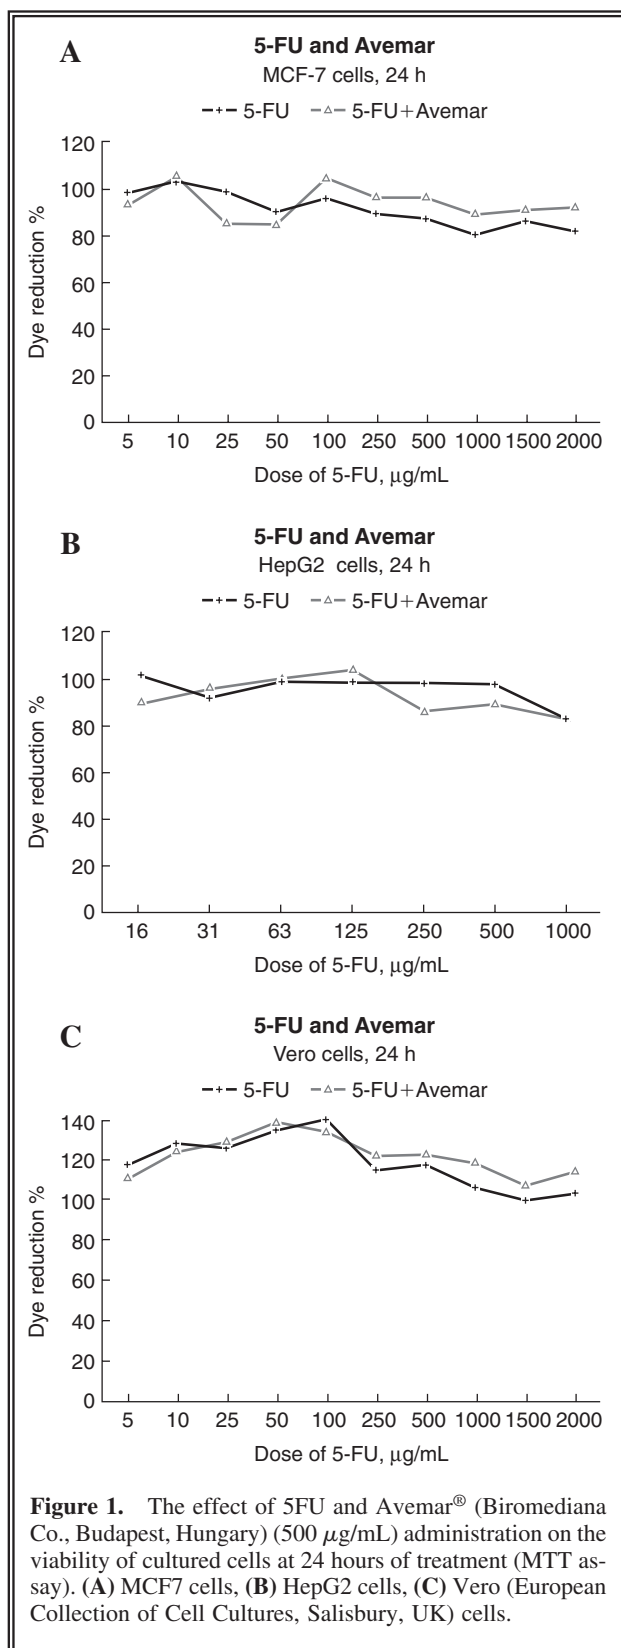 A
5-FU and Avemar
MCF-7 cells, 24 h
5-FU 5-FU+Avemar
Dye reduction %
120
100
80
60
40
20
0
5 10 25 50 100 250 500 1000 1500 2000
Dose of 5-FU, μg/mL
B
5-FU and Avemar
HepG2 cells, 24 h
5-FU 5-FU+Avemar
Dye reduction %
120
100
80
60
40
20
0
16 31 63 125 250 500 1000
Dose of 5-FU, μg/mL
C
5-FU and Avemar
Vero cells, 24 h
5-FU 5-FU+Avemar
Dye reduction %
140
120
100
80
60
40
20
0
5 10 25 50 100 250 500 1000 1500 2000
Dose of 5-FU, μg/mL
Figure 1. The effect of 5FU and Avemar® (Biromediana
Co., Budapest, Hungary) (500 μg/mL) administration on the
viability of cultured cells at 24 hours of treatment (MTT as-
say). (A) MCF7 cells, (B) HepG2 cells, (C) Vero (European
Collection of Cell Cultures, Salisbury, UK) cells.